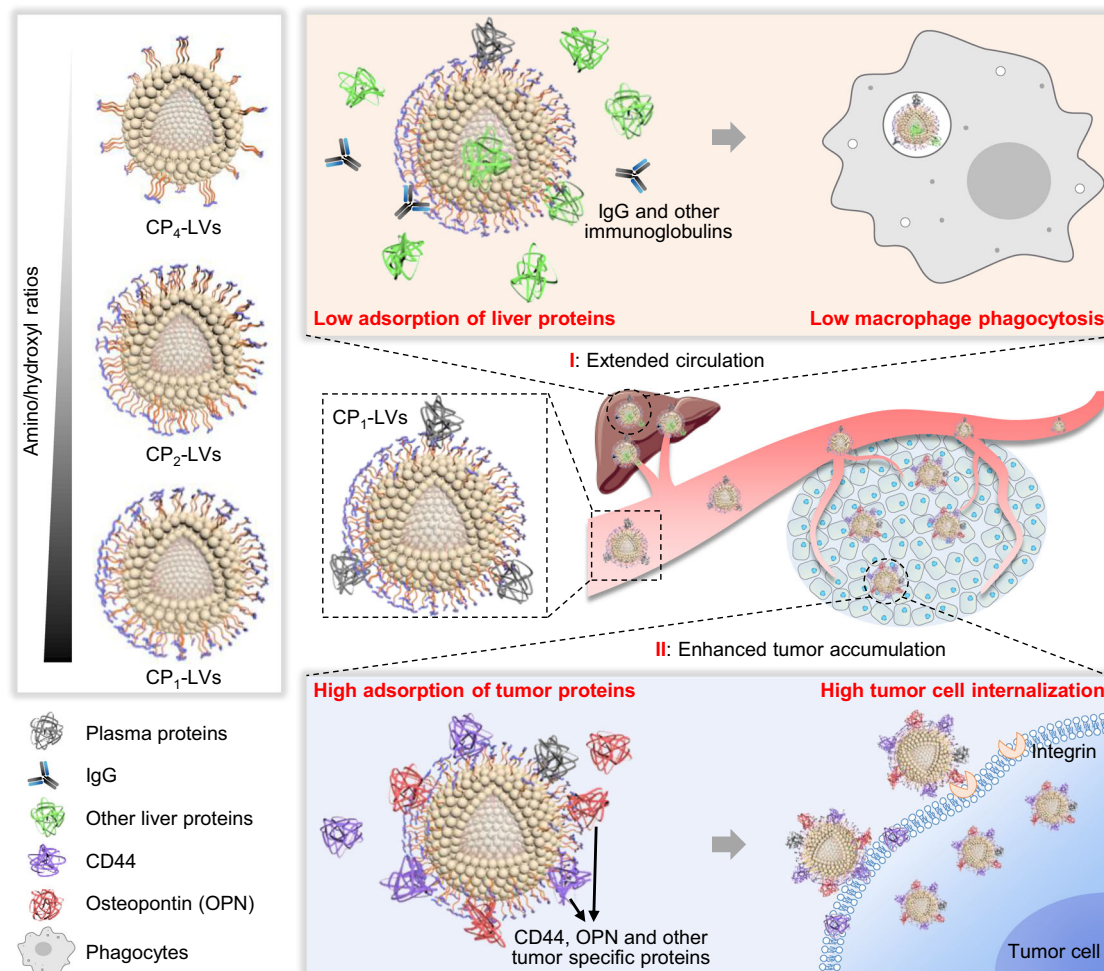 Amino/hydroxyl ratios
CP₄-LVs
CP₂-LVs
CP₁-LVs
Plasma proteins
IgG
Other liver proteins
CD44
Osteopontin (OPN)
Phagocytes
IgG and other
immunoglobulins
Low adsorption of liver proteins
Low macrophage phagocytosis
I: Extended circulation
CP₁-LVs
II: Enhanced tumor accumulation
High adsorption of tumor proteins
High tumor cell internalization
Integrin
CD44, OPN and other
tumor specific proteins
Tumor cell